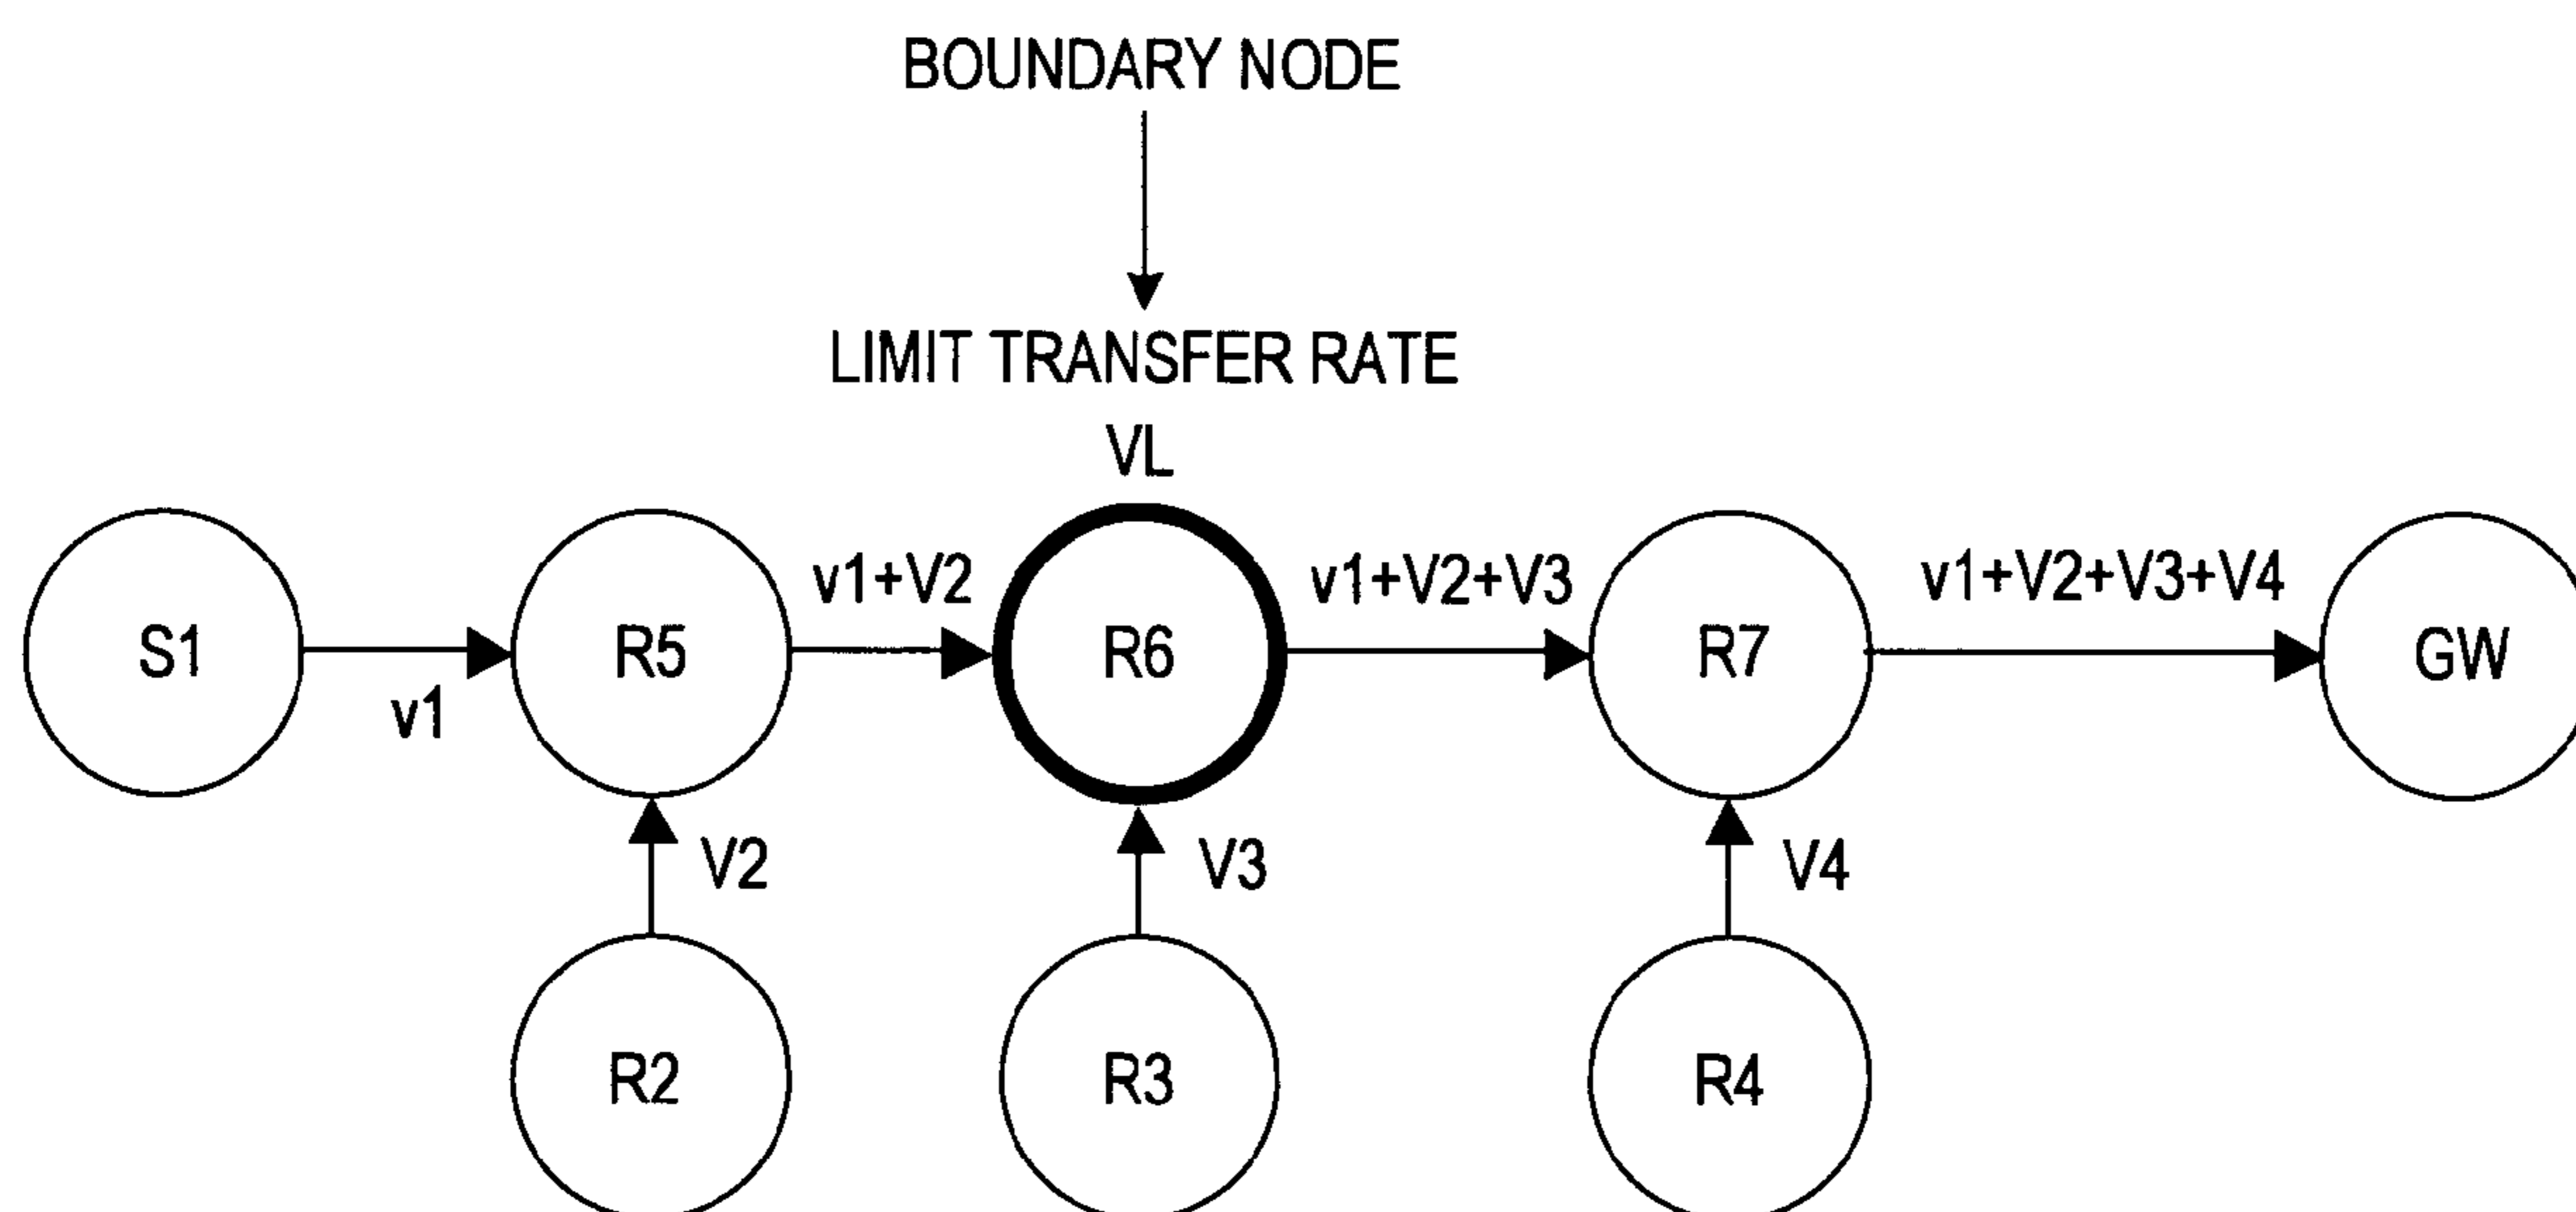 BOUNDARY NODE
LIMIT TRANSFER RATE
VL
v1+V2
v1+V2+V3
v1+V2+V3+V4
S1
R5
R6
R7
GW
v1
V2
V3
V4
R2
R3
R4